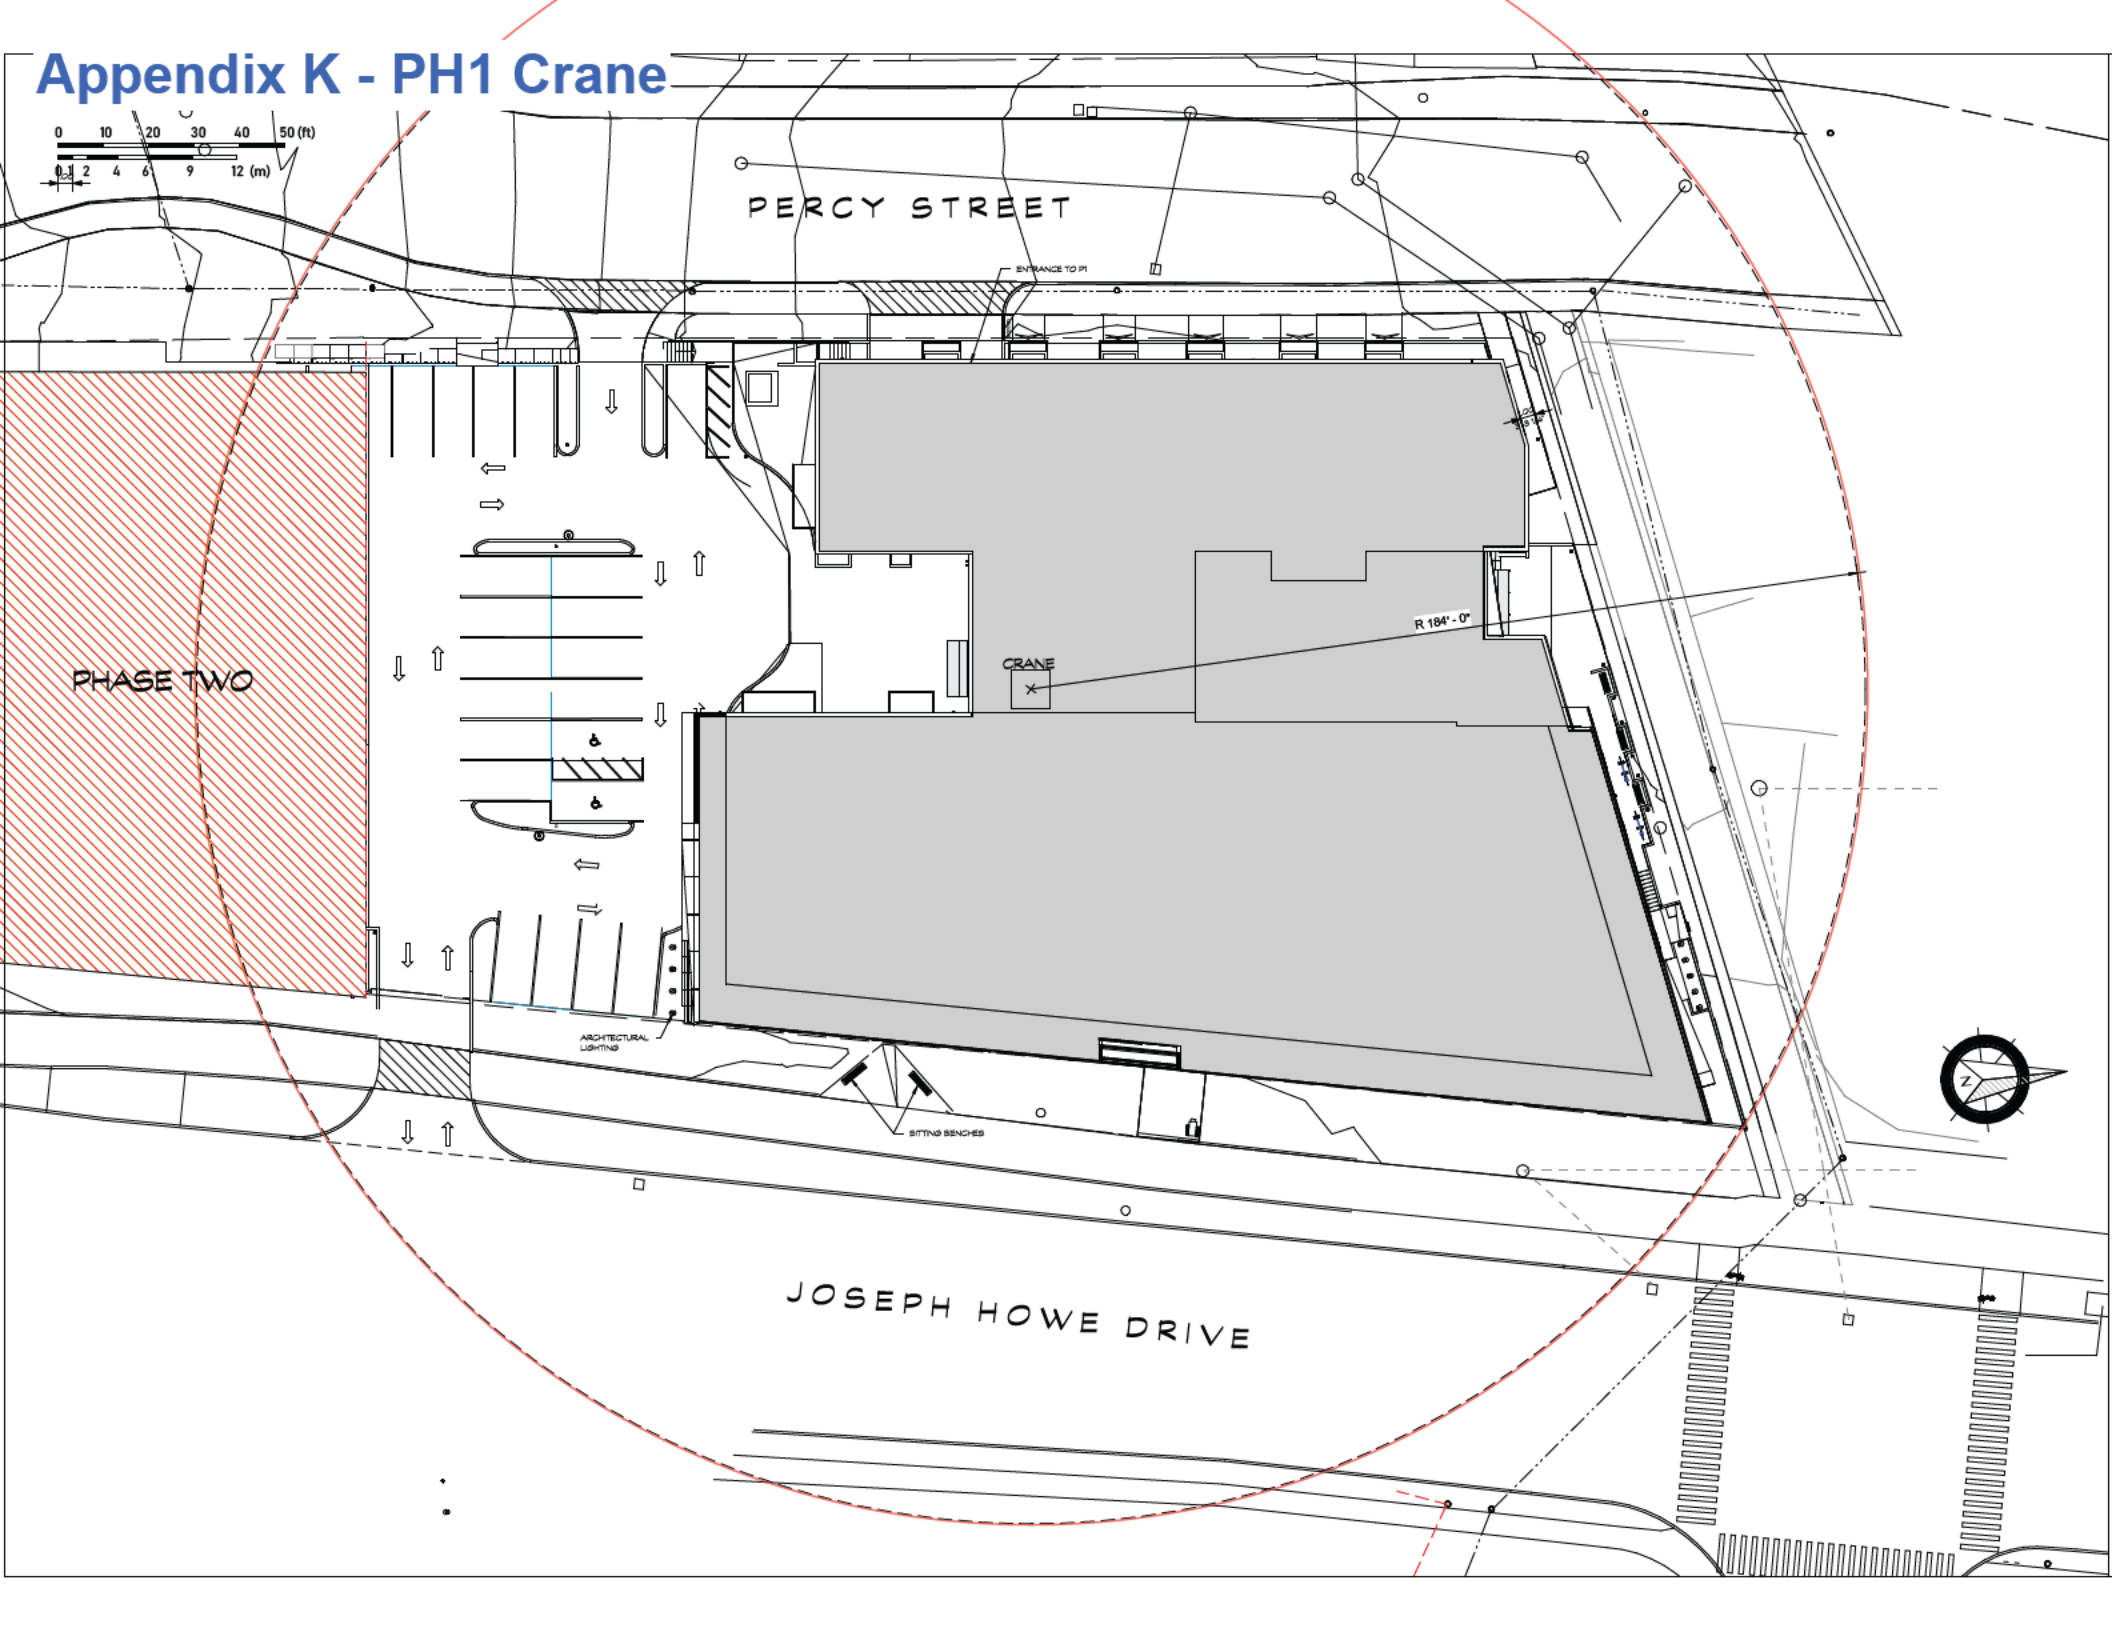 Appendix K - PH1 Crane
0 10 20 30 40 50 (ft)
2 4 6 9 12 (m)
PERCY STREET
ENTRANCE TO P1
PHASE TWO
R 184' - 0"
CRANE
ARCHITECTURAL
LIGHTING
SITTING BENCHES
N
JOSEPH HOWE DRIVE